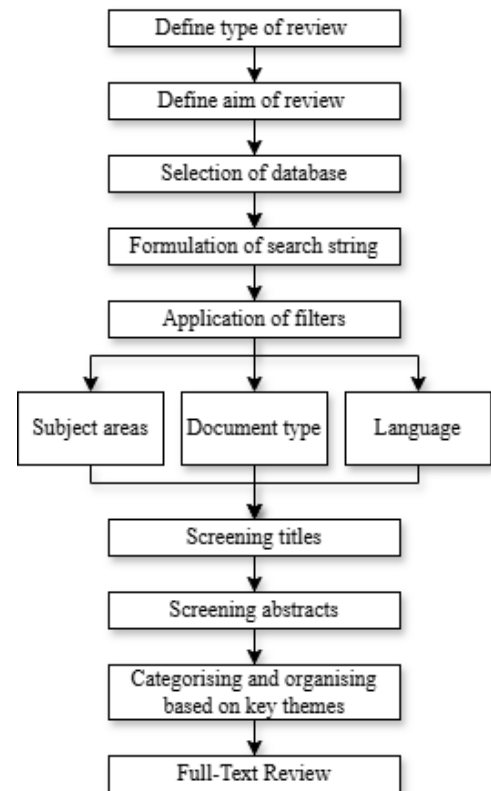 Define type of review
Define aim of review
Selection of database
Formulation of search string
Application of filters
Subject areas
Document type
Language
Screening titles
Screening abstracts
Categorising and organising
based on key themes
Full-Text Review